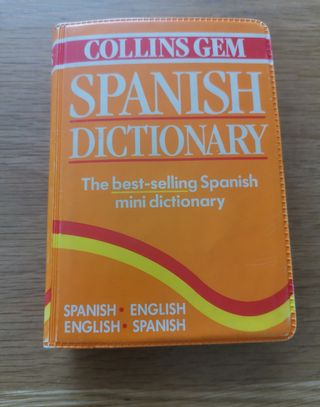 COLLINS GEM
SPANISH
DICTIONARY
The best-selling Spanish
mini dictionary
SPANISH • ENGLISH
ENGLISH • SPANISH